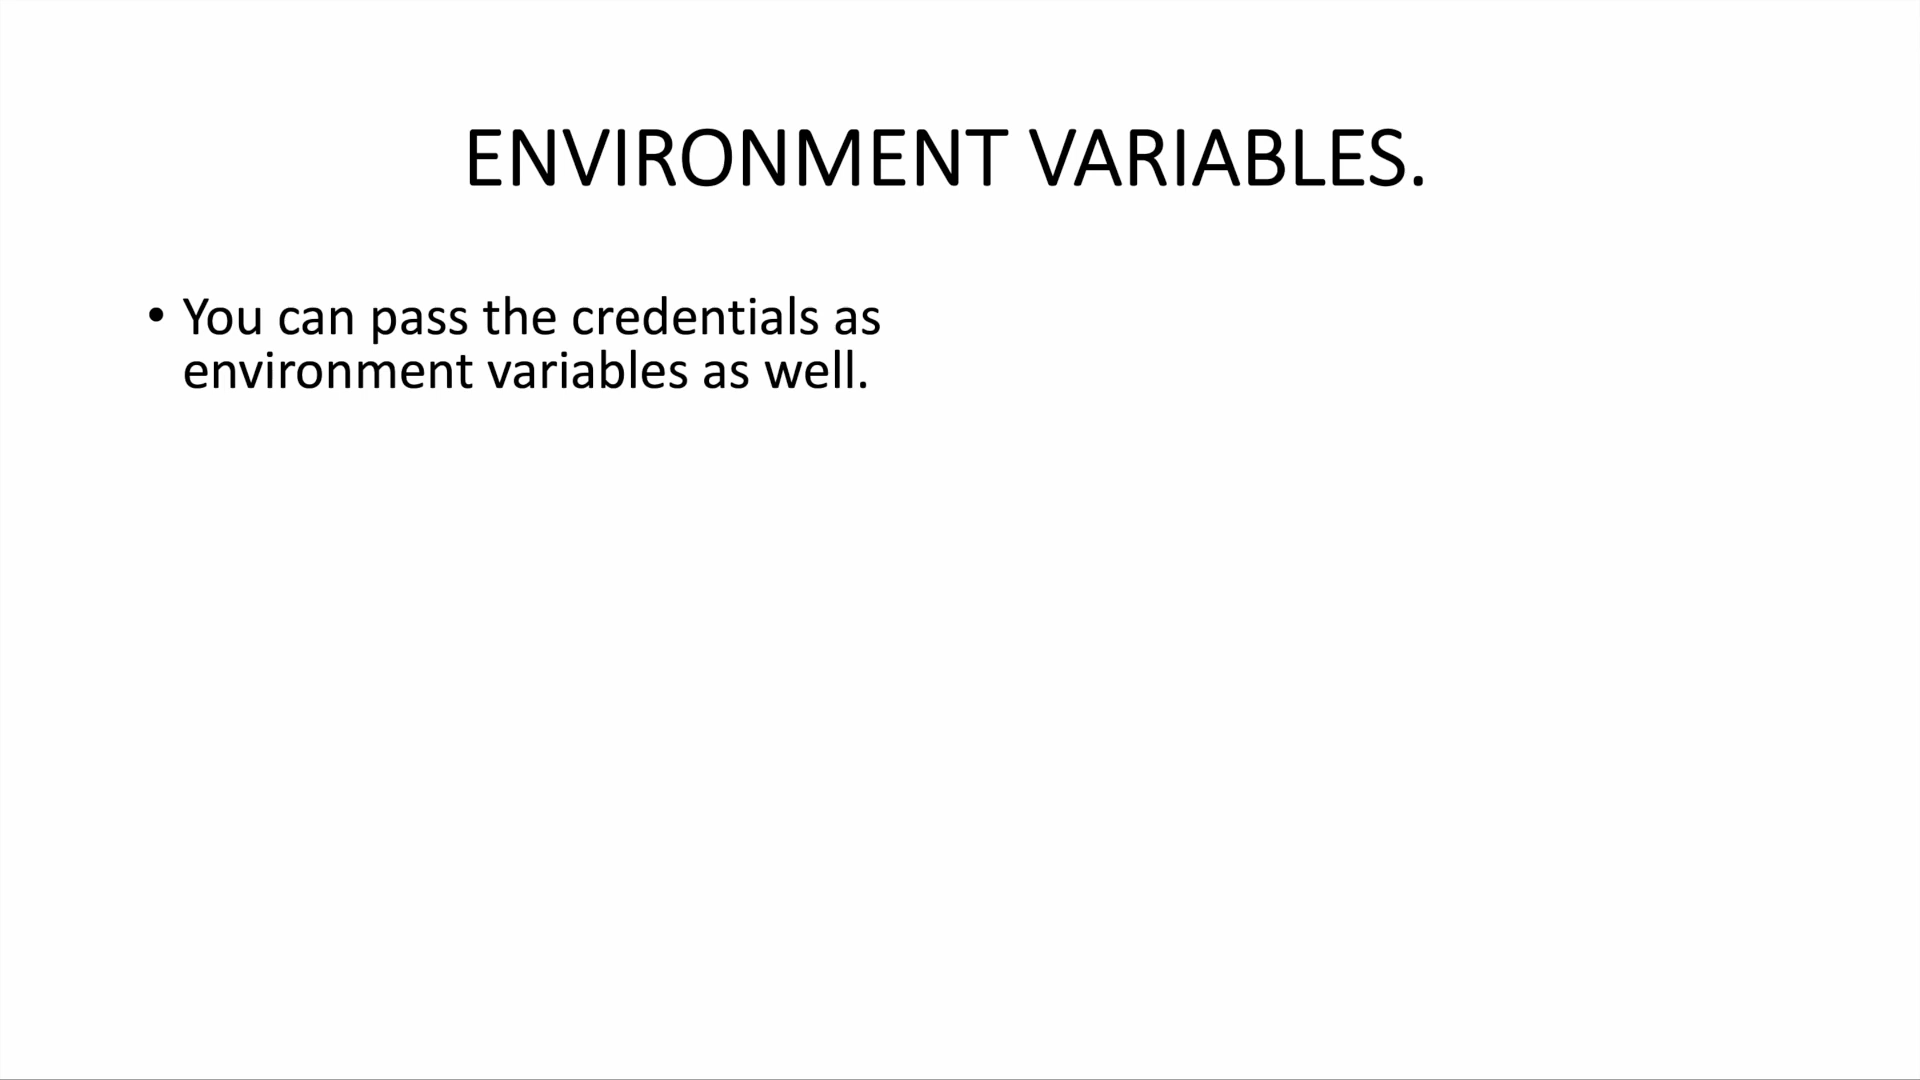 ENVIRONMENT VARIABLES.
• You can pass the credentials as
environment variables as well.